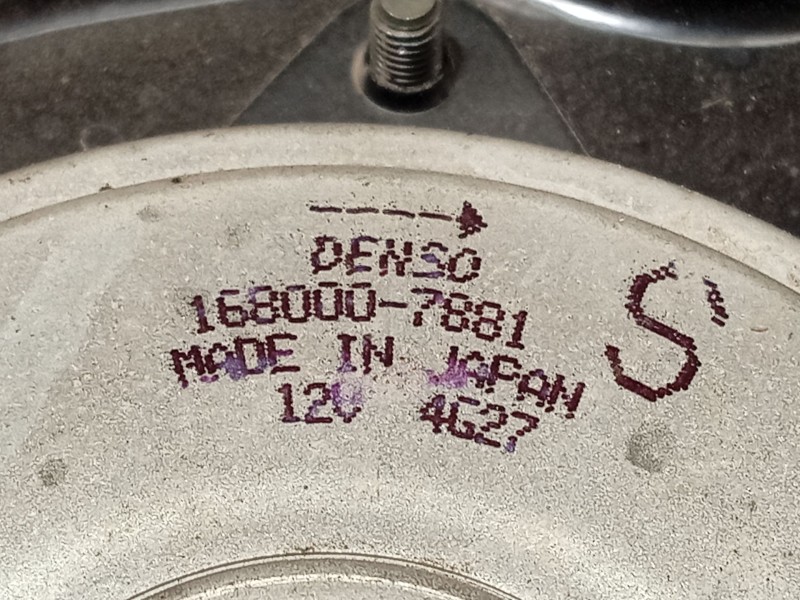 DENSO
168000-7881
MADE IN JAPAN
12V 4G27
S